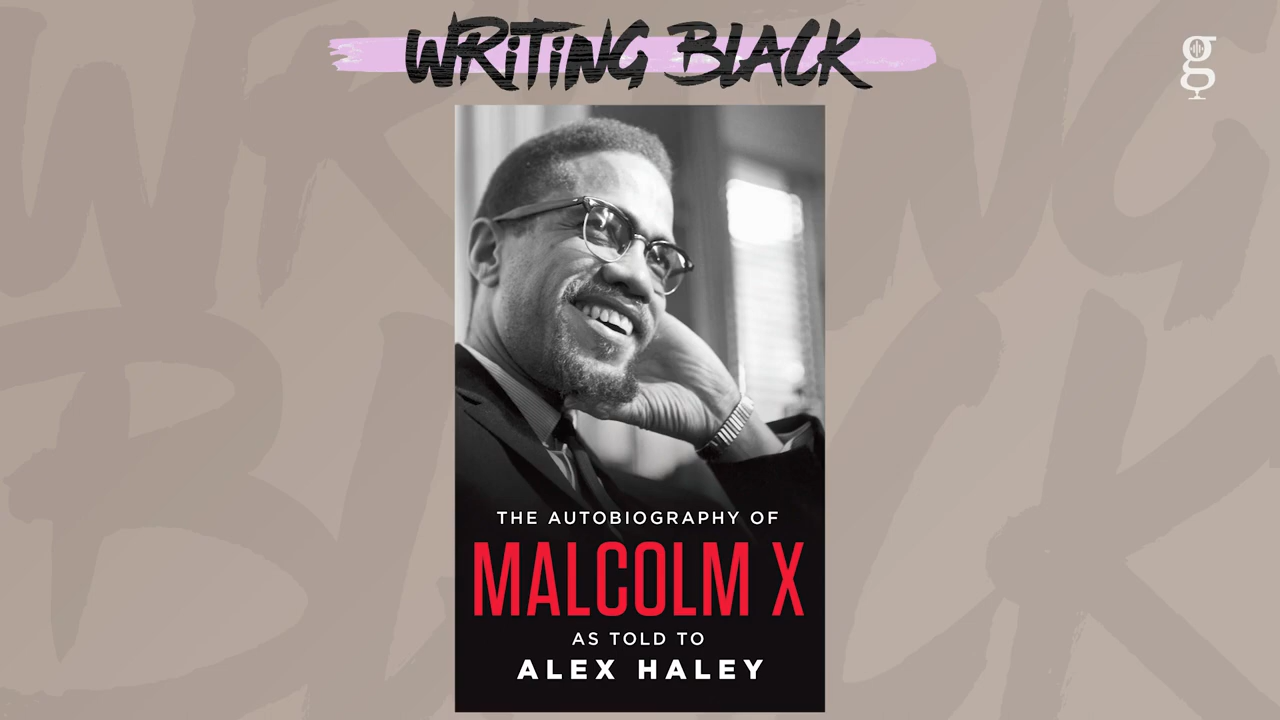 WRiTiNG BLACK
g
THE AUTOBIOGRAPHY OF
MALCOLM X
AS TOLD TO
ALEX HALEY